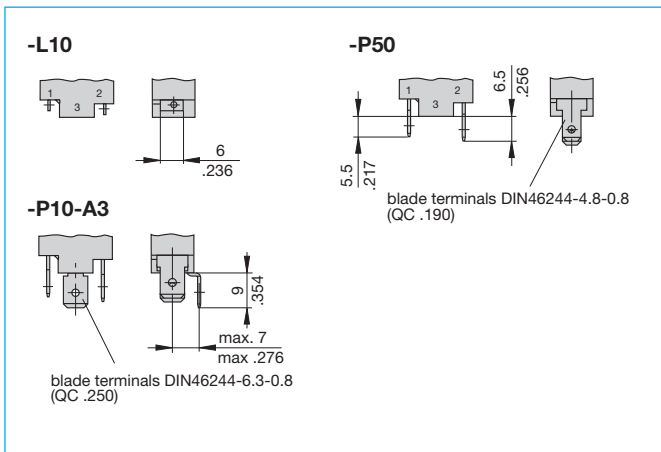 -L10
1 2
3
6
.236
-P50
1 2
3
5.5
.217
6.5
.256
blade terminals DIN46244-4.8-0.8
(QC .190)
-P10-A3
9
.354
max. 7
max .276
blade terminals DIN46244-6.3-0.8
(QC .250)